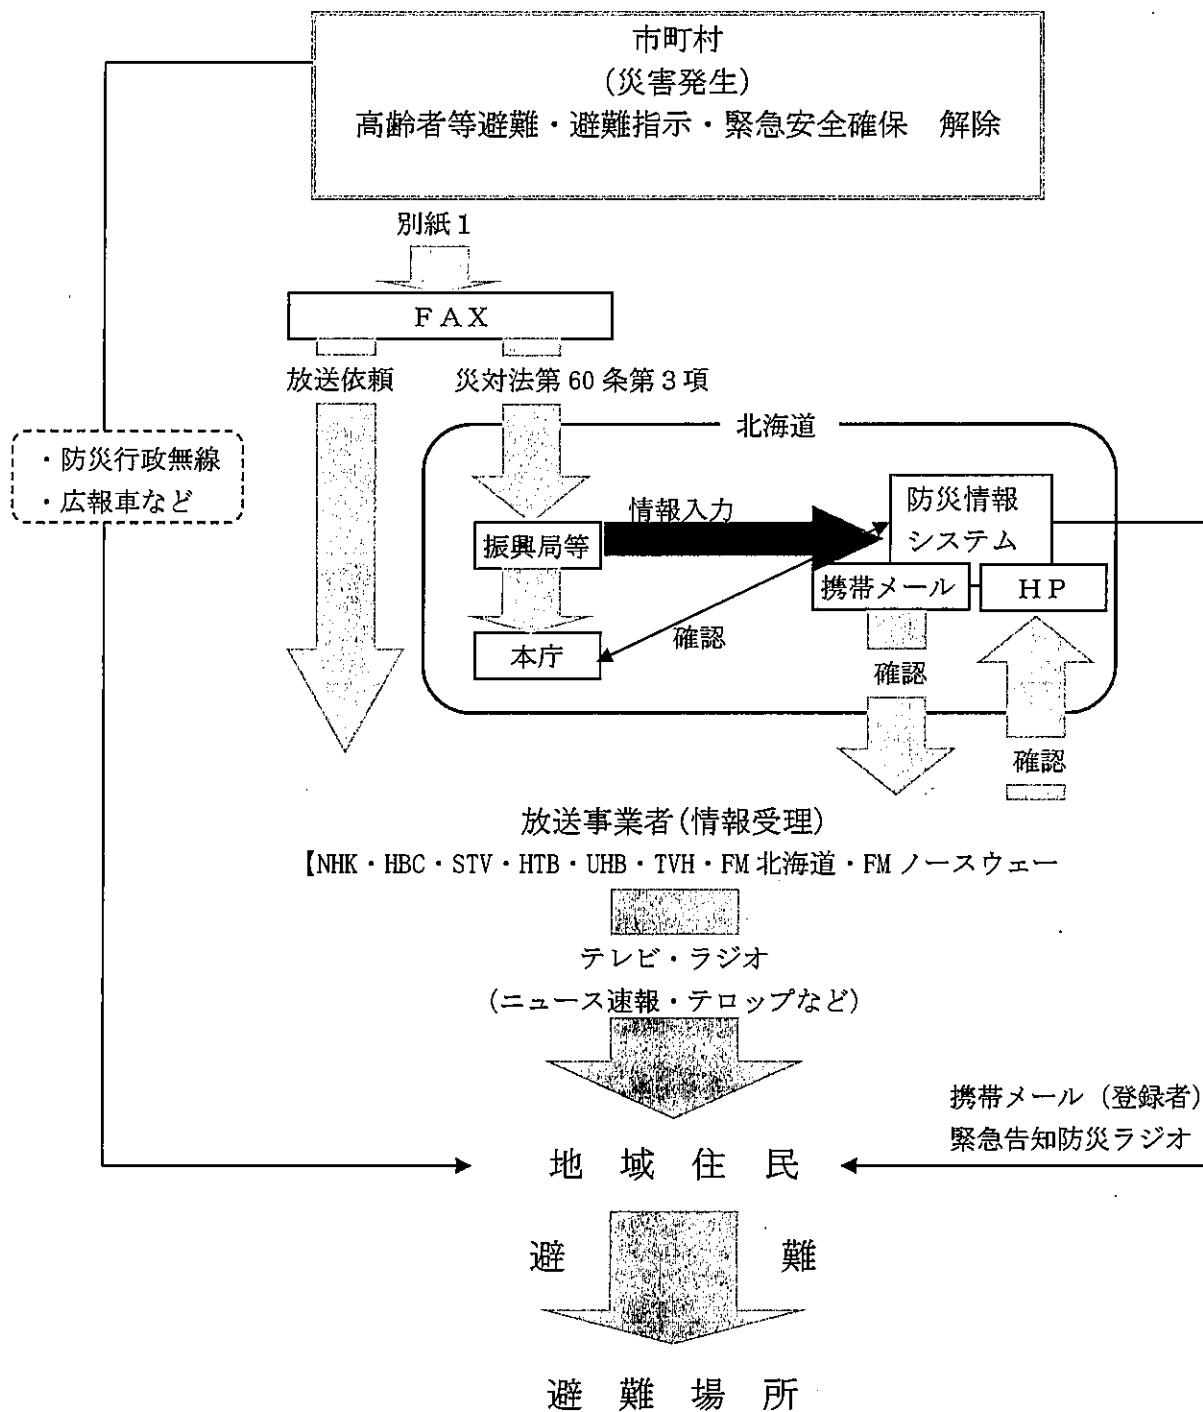 市町村
(災害発生)
高齢者等避難・避難指示・緊急安全確保　解除
別紙1
ＦＡＸ
放送依頼
災対法第60条第3項
北海道
・防災行政無線
・広報車など
情報入力
防災情報
システム
振興局等
携帯メール
ＨＰ
本庁
確認
確認
確認
放送事業者(情報受理)
【NHK・HBC・STV・HTB・UHB・TVH・FM北海道・FMノースウェー
テレビ・ラジオ
(ニュース速報・テロップなど)
携帯メール（登録者）
緊急告知防災ラジオ
地域住民
避難
避難場所